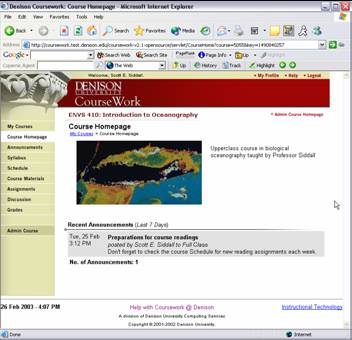 Denison Coursework: Course Homepage - Microsoft Internet Explorer
File Edit View Favorites Tools Help
Back Search Favorites
Address http://coursework.test.denison.edu/coursework-v2.1-opensource/servlet/CourseHome?course=5055&key=1490840257
Google Search Web Search Site PageRank Page Info Up Highlight
Copernic Agent The Web Up History Track Highlight
Welcome, Scott E. Siddall. My Profile Help Logout
DENISON
UNIVERSITY
COURSEWORK
ENVS 410: Introduction to Oceanography
Admin Course Homepage
My Courses
Course Homepage
Announcements
Syllabus
Schedule
Course Materials
Assignments
Discussion
Grades
Admin Course
Course Homepage
My Courses > Course Homepage
Upperclass course in biological
oceanography taught by Professor Siddall
Recent Announcements (Last 7 Days)
Tue, 25 Feb
3:12 PM
Preparations for course readings
posted by Scott E. Siddall to Full Class
Don't forget to check the course Schedule for new reading assignments each week.
No. of Announcements: 1
26 Feb 2003 - 4:07 PM
Help with Coursework @ Denison
Instructional Technology
A division of Denison University Computing Services
Copyright © 2001-2002 Denison University.
Done
Internet